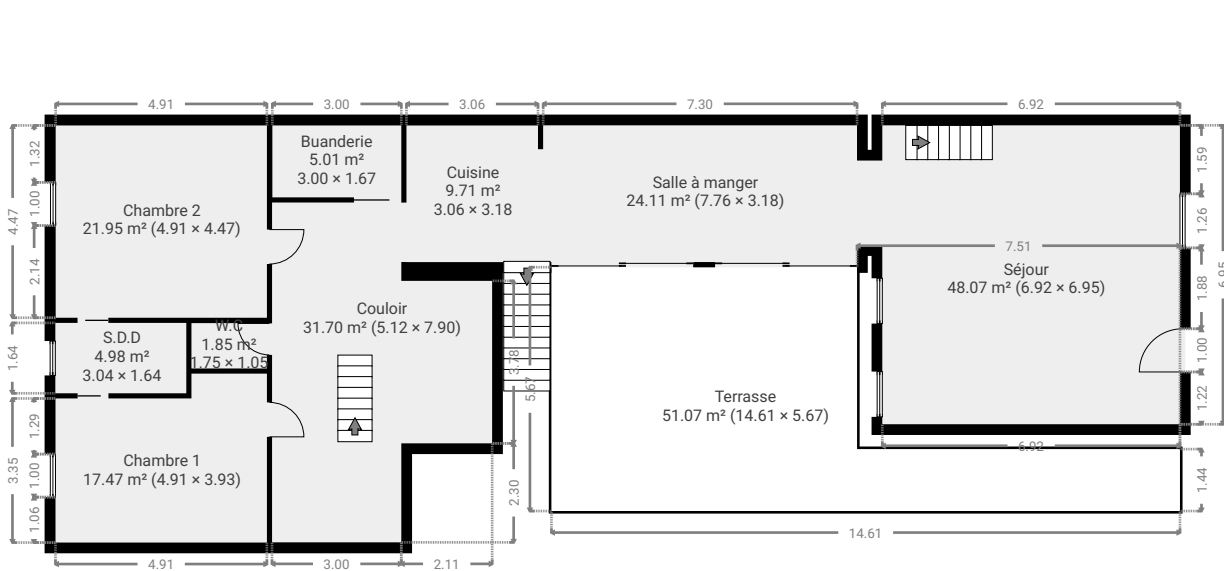 4.91
3.00
3.06
7.30
6.92
Buanderie
5.01 m²
3.00 × 1.67
Cuisine
9.71 m²
3.06 × 3.18
Salle à manger
24.11 m² (7.76 × 3.18)
Chambre 2
21.95 m² (4.91 × 4.47)
1.32
1.00
2.14
4.47
1.59
1.26
1.88
1.00
1.22
6.95
7.51
Séjour
48.07 m² (6.92 × 6.95)
Couloir
31.70 m² (5.12 × 7.90)
W.C
1.85 m²
1.75 × 1.05
S.D.D
4.98 m²
3.04 × 1.64
1.64
3.78
5.67
Terrasse
51.07 m² (14.61 × 5.67)
Chambre 1
17.47 m² (4.91 × 3.93)
1.29
1.00
1.06
3.35
2.30
6.92
1.44
14.61
4.91
3.00
2.11